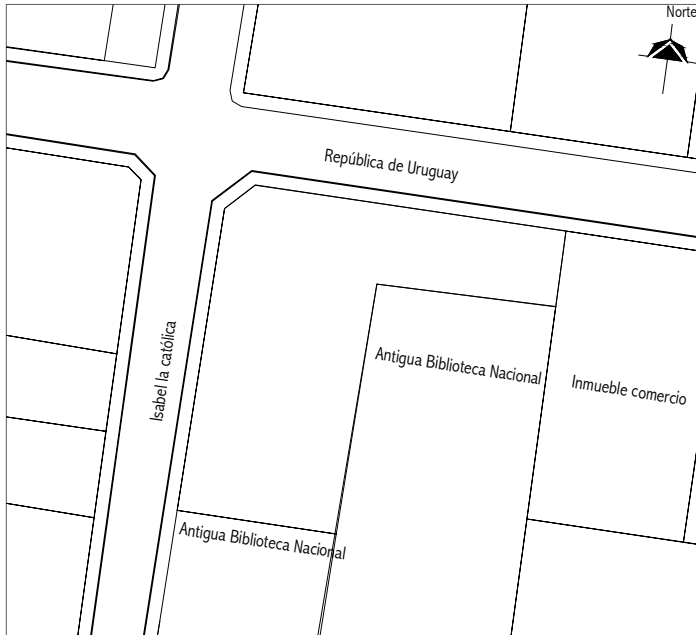 Norte
República de Uruguay
Isabel la católica
Antigua Biblioteca Nacional
Inmueble comercio
Antigua Biblioteca Nacional